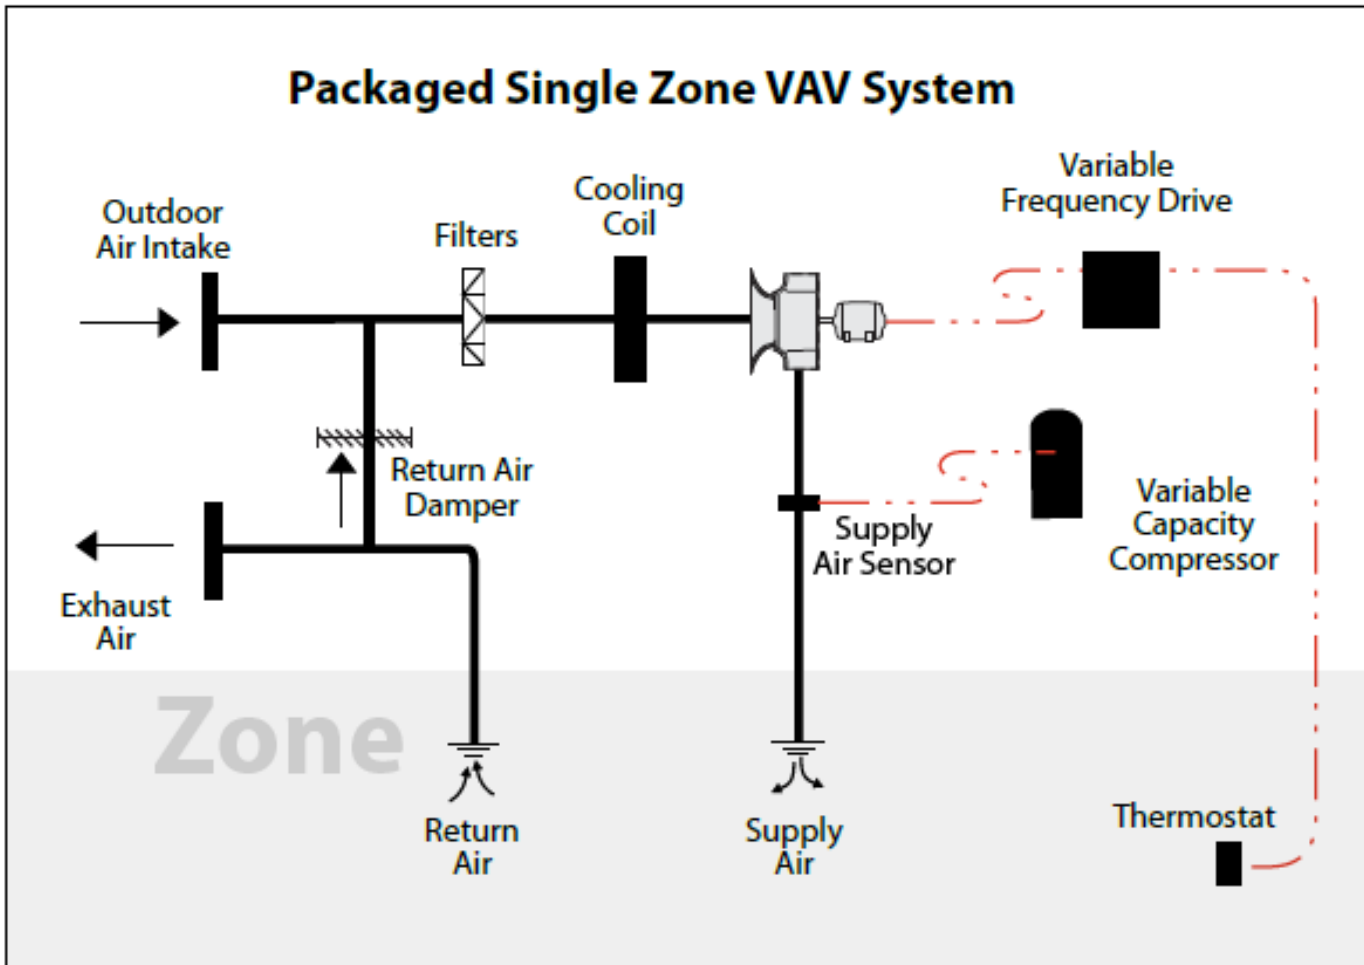 Packaged Single Zone VAV System
Outdoor
Air Intake
Filters
Cooling
Coil
Variable
Frequency Drive
Return Air
Damper
Supply
Air Sensor
Variable
Capacity
Compressor
Exhaust
Air
Zone
Return
Air
Supply
Air
Thermostat